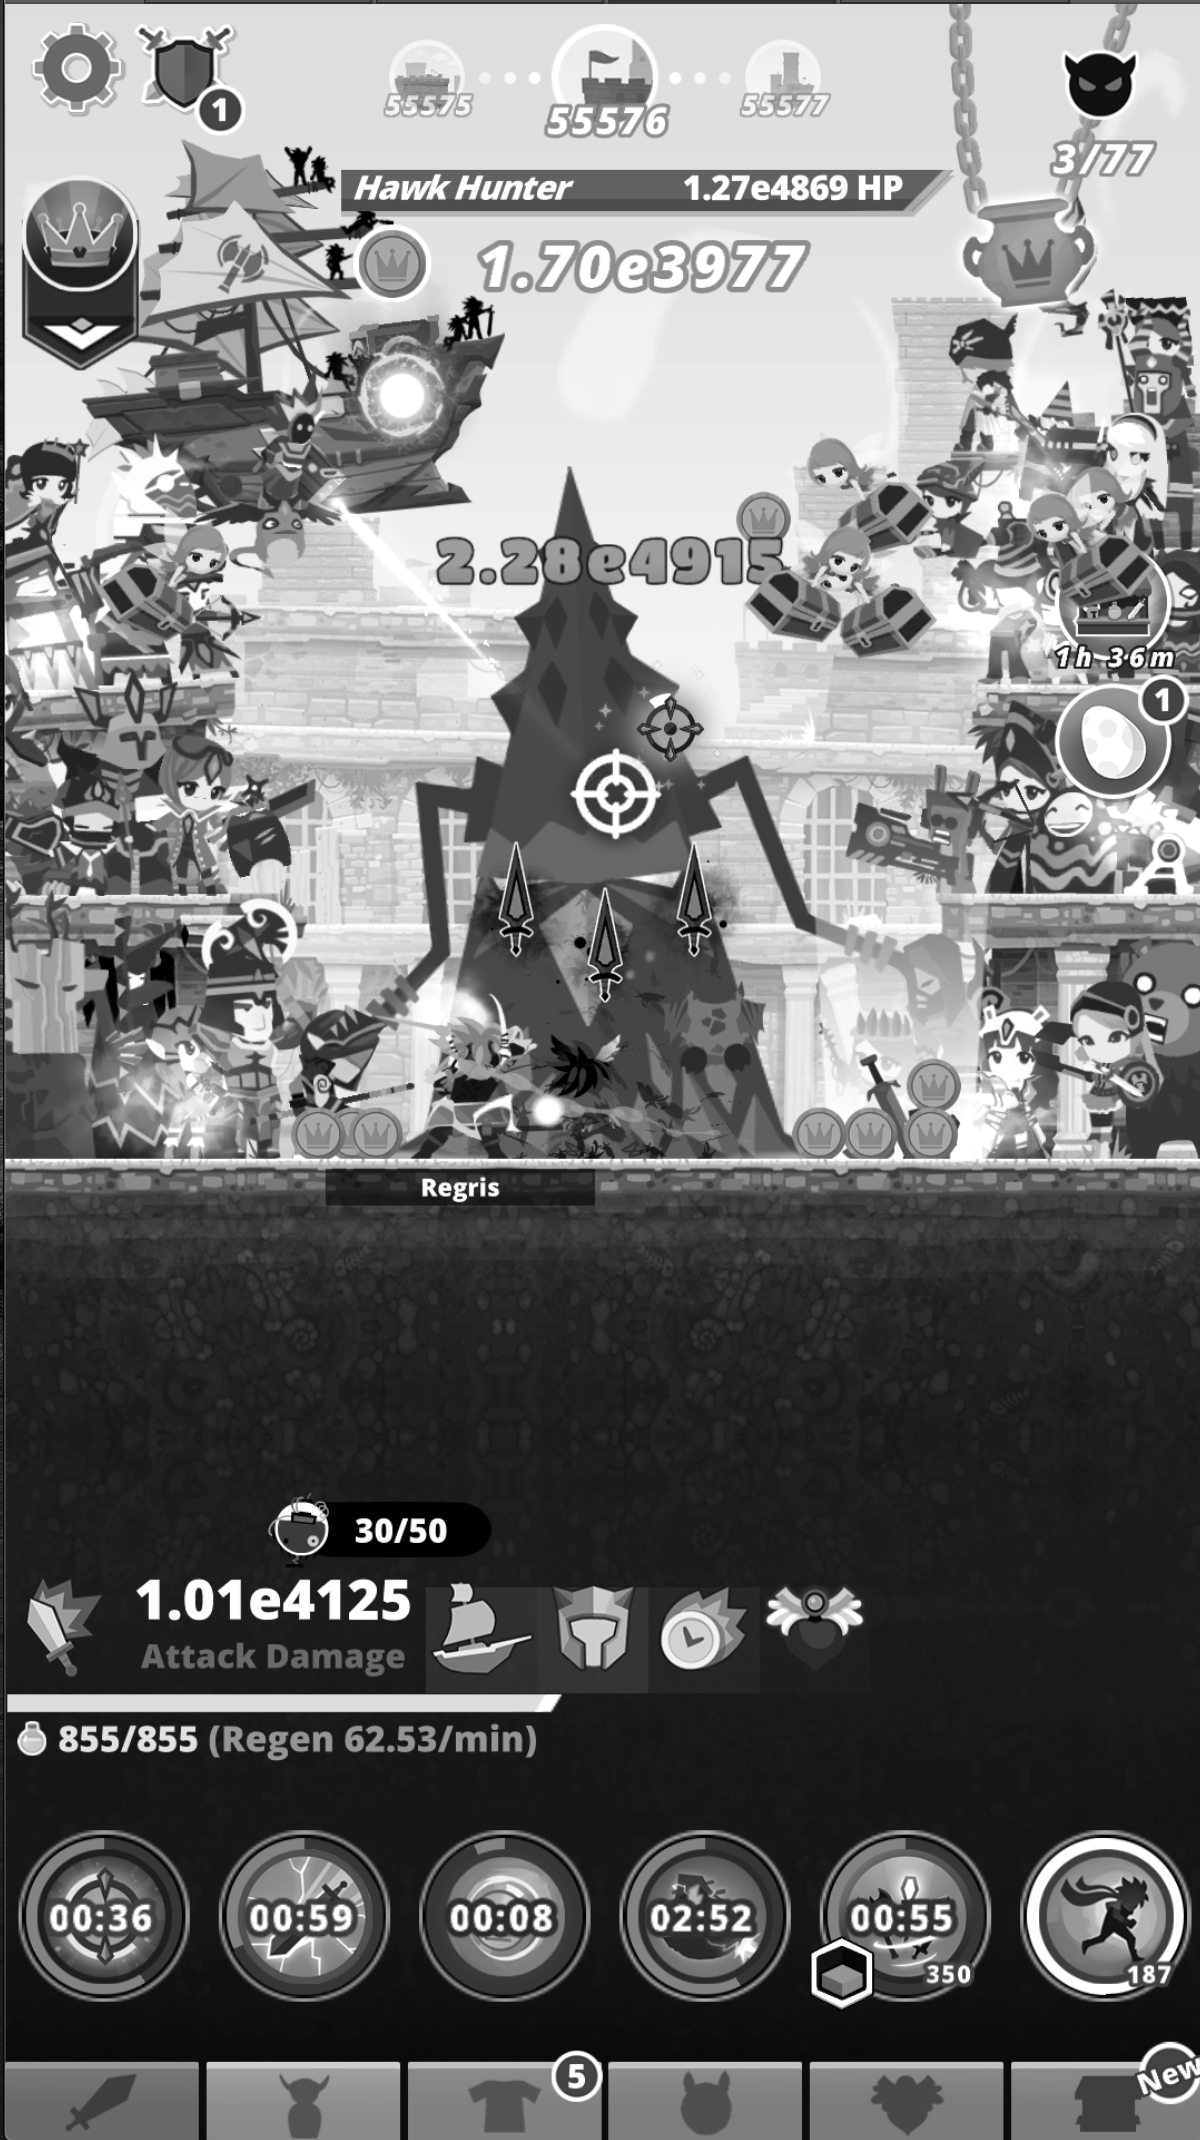 1
55575
55576
55577
3/77
Hawk Hunter
1.27e4869 HP
1.70e3977
2.28e4915
1h 36m
1
Regris
30/50
1.01e4125
Attack Damage
855/855 (Regen 62.53/min)
00:36
00:59
00:08
02:52
00:55
350
187
5
New